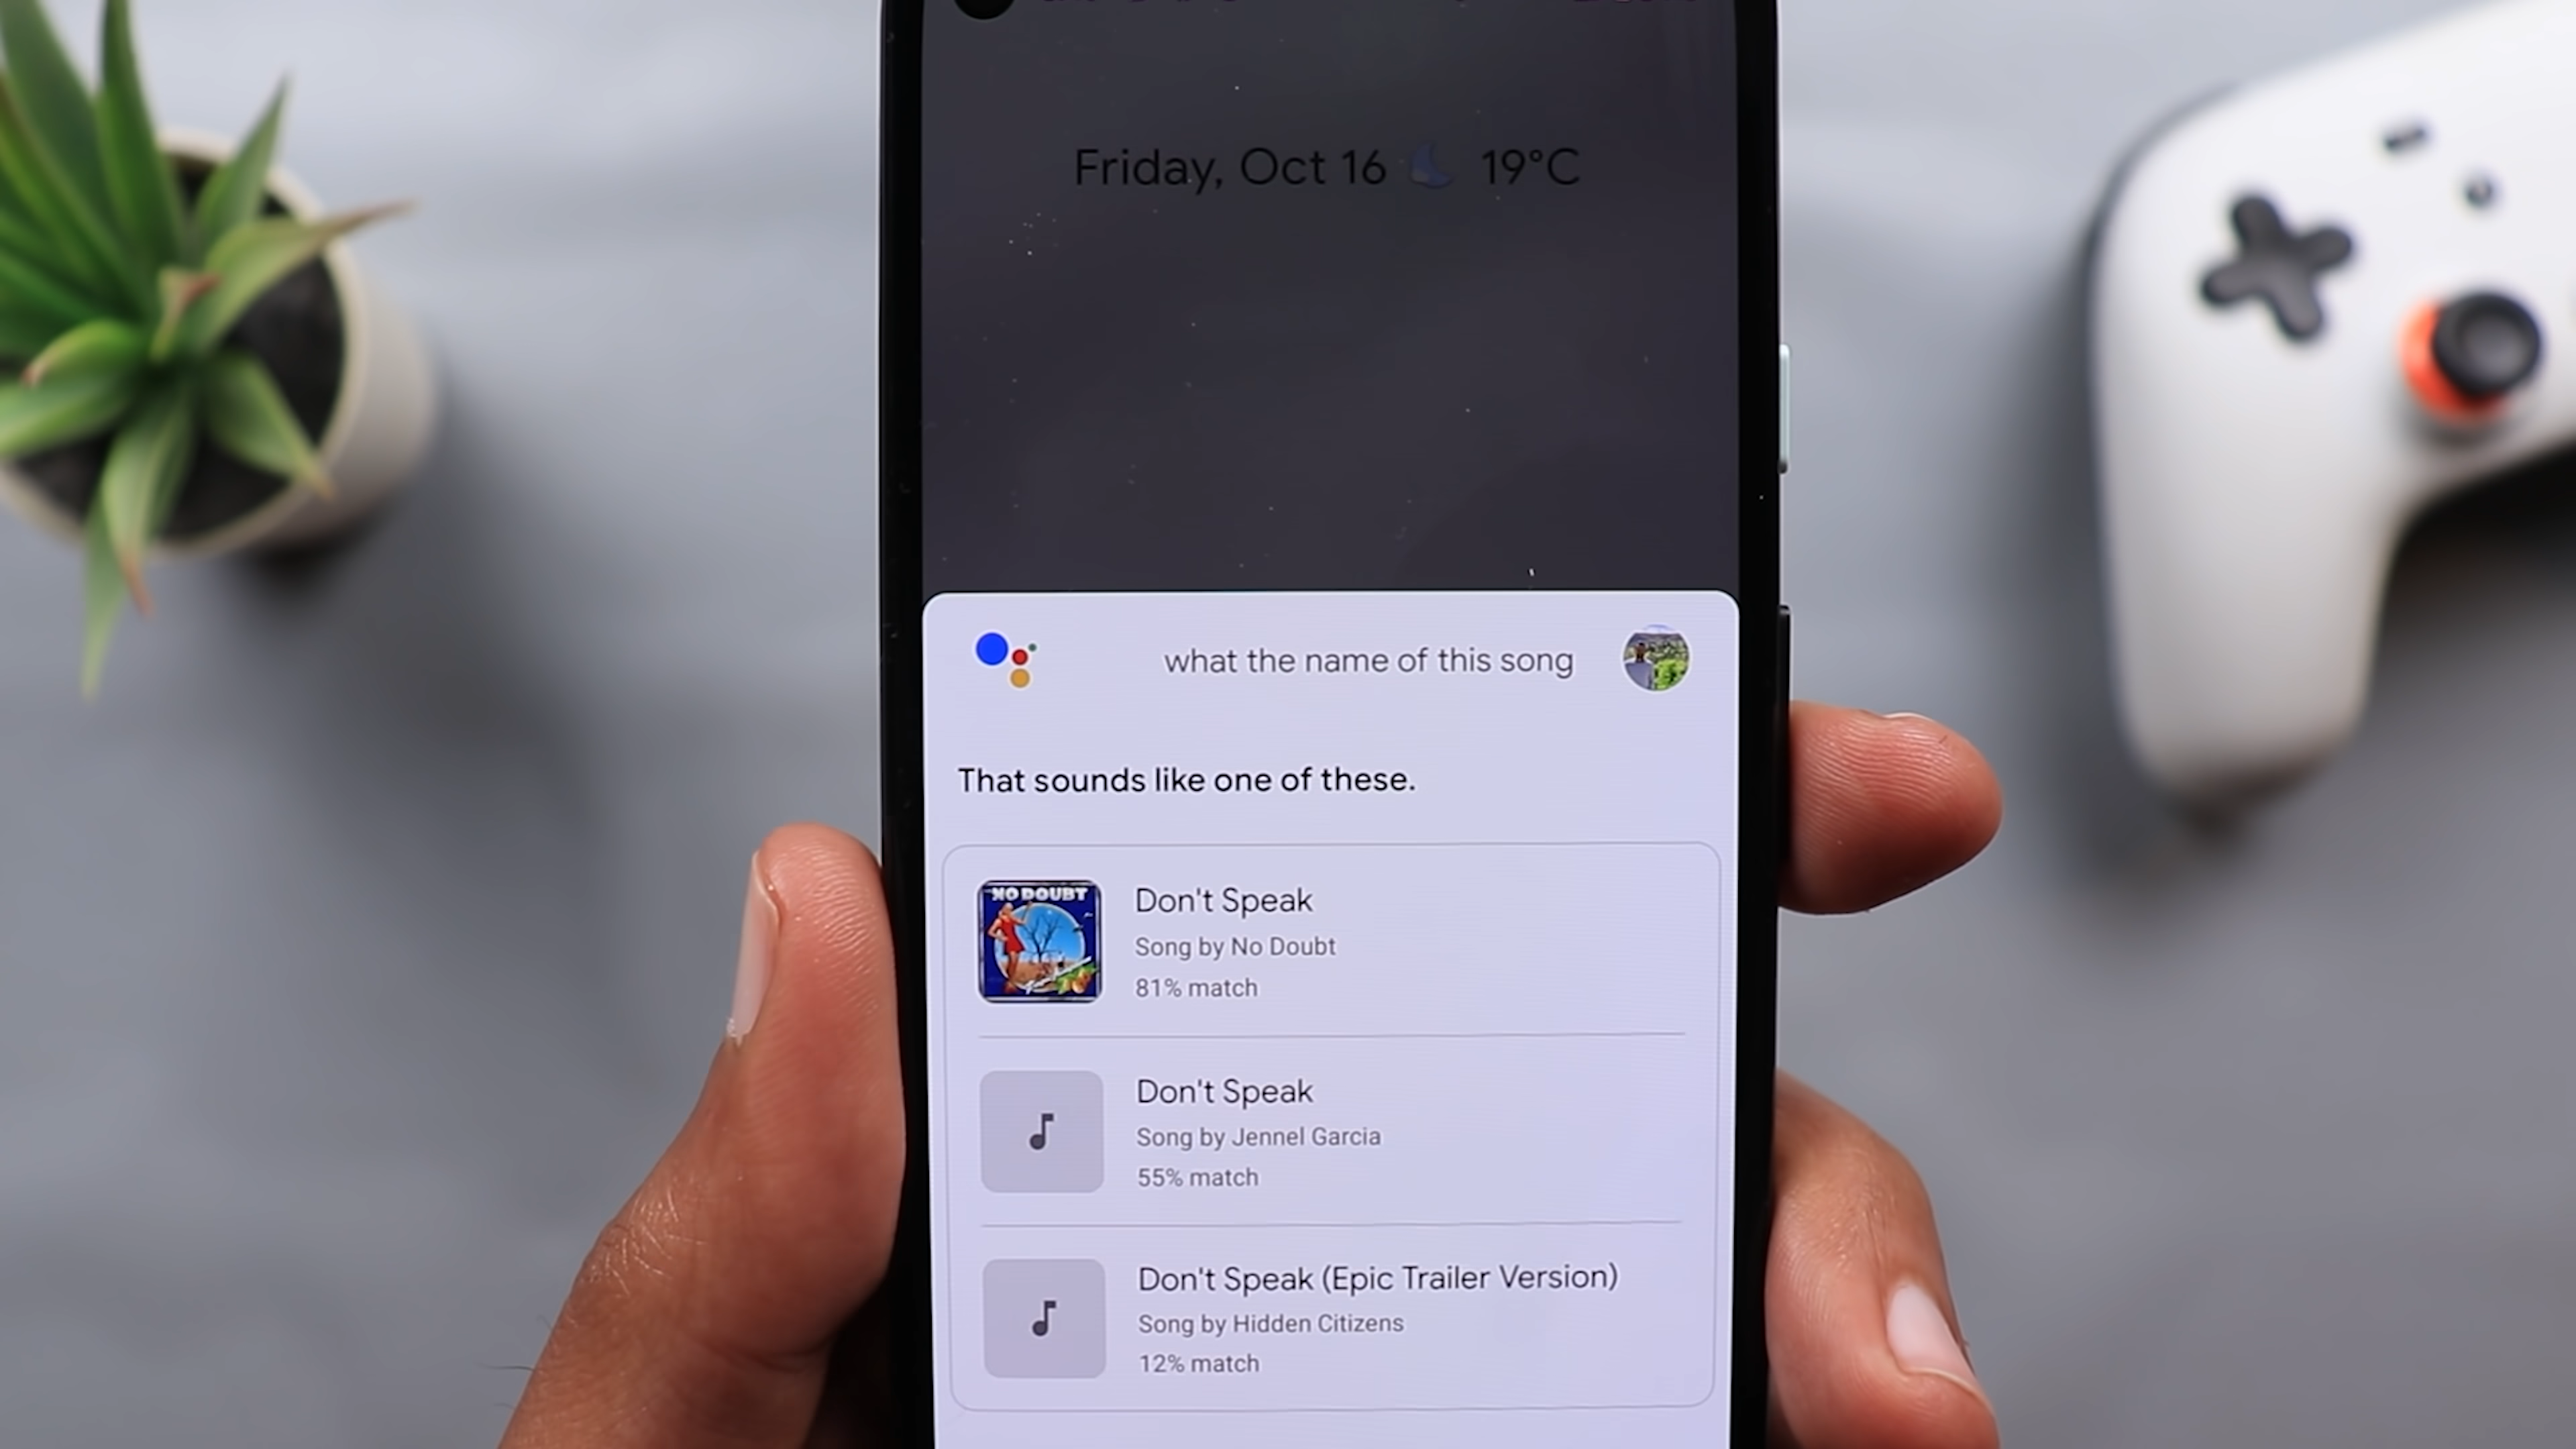 Friday, Oct 16 19°C
what the name of this song
That sounds like one of these.
NO DOUBT
Don't Speak
Song by No Doubt
81% match
Don't Speak
Song by Jennel Garcia
55% match
Don't Speak (Epic Trailer Version)
Song by Hidden Citizens
12% match